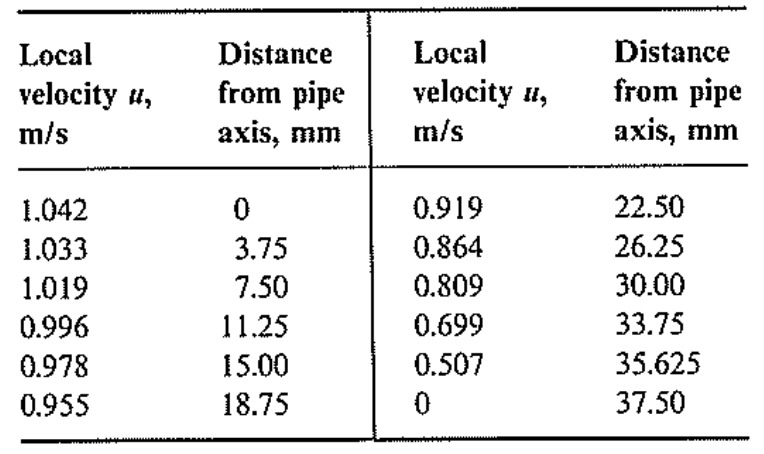 Local Distance Local Distance
velocity u, from pipe velocity u, from pipe
m/s axis, mm m/s axis, mm
1.042 0 0.919 22.50
1.033 3.75 0.864 26.25
1.019 7.50 0.809 30.00
0.996 11.25 0.699 33.75
0.978 15.00 0.507 35.625
0.955 18.75 0 37.50